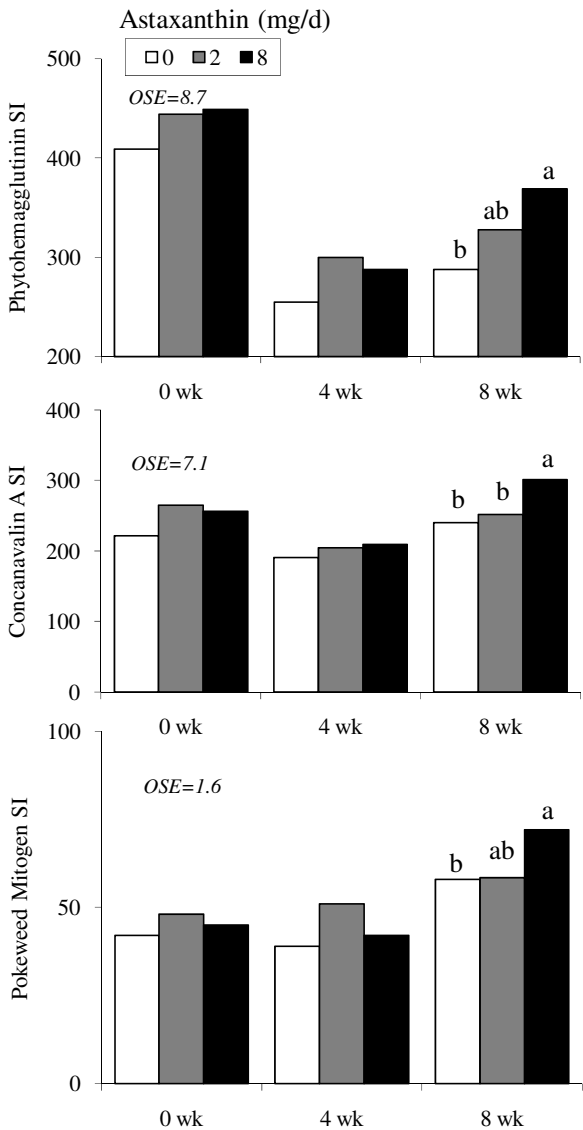 Astaxanthin (mg/d)
0 2 8
Phytohemagglutinin SI
500
400
300
200
OSE=8.7
b ab a
0 wk 4 wk 8 wk
Concanavalin A SI
400
300
200
100
0
OSE=7.1
b b a
0 wk 4 wk 8 wk
Pokeweed Mitogen SI
100
50
0
OSE=1.6
b ab a
0 wk 4 wk 8 wk